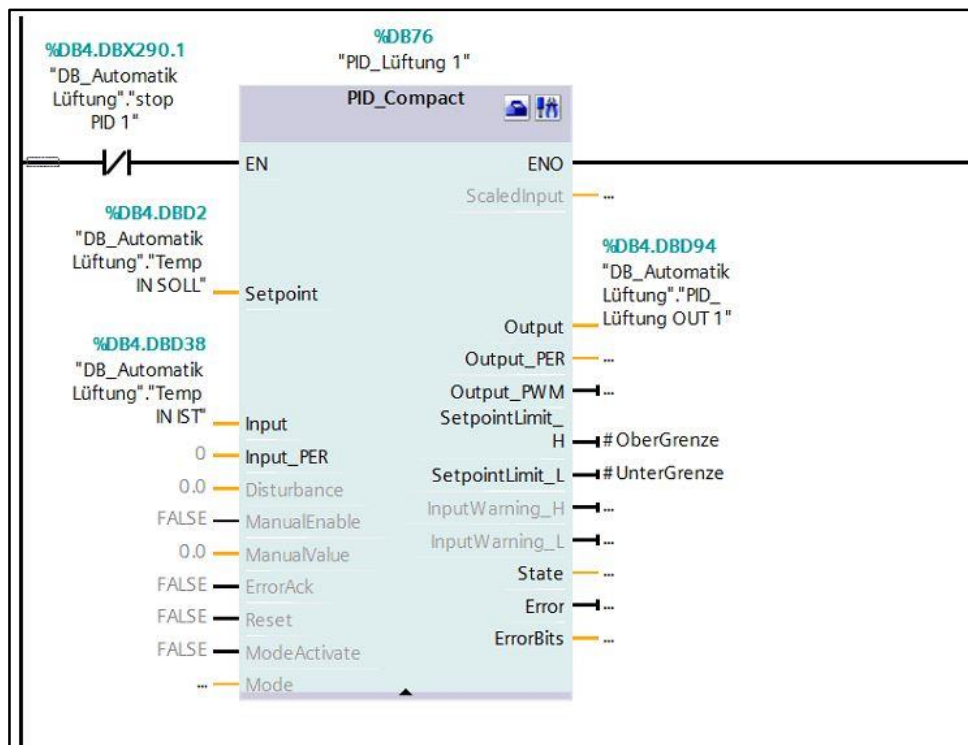 %DB4.DBX290.1
"DB_Automatik
Lüftung"."stop
PID 1"
%DB76
"PID_Lüftung 1"
PID_Compact
EN
ENO
ScaledInput
...
%DB4.DBD2
"DB_Automatik
Lüftung"."Temp
IN SOLL"
Setpoint
%DB4.DBD94
"DB_Automatik
Lüftung"."PID_
Lüftung OUT 1"
Output
Output_PER
...
Output_PWM
...
%DB4.DBD38
"DB_Automatik
Lüftung"."Temp
IN IST"
Input
SetpointLimit_
H
#OberGrenze
0
Input_PER
SetpointLimit_L
#UnterGrenze
0.0
Disturbance
InputWarning_H
...
FALSE
ManualEnable
InputWarning_L
...
0.0
ManualValue
State
...
FALSE
ErrorAck
Error
...
FALSE
Reset
ErrorBits
...
FALSE
ModeActivate
...
Mode